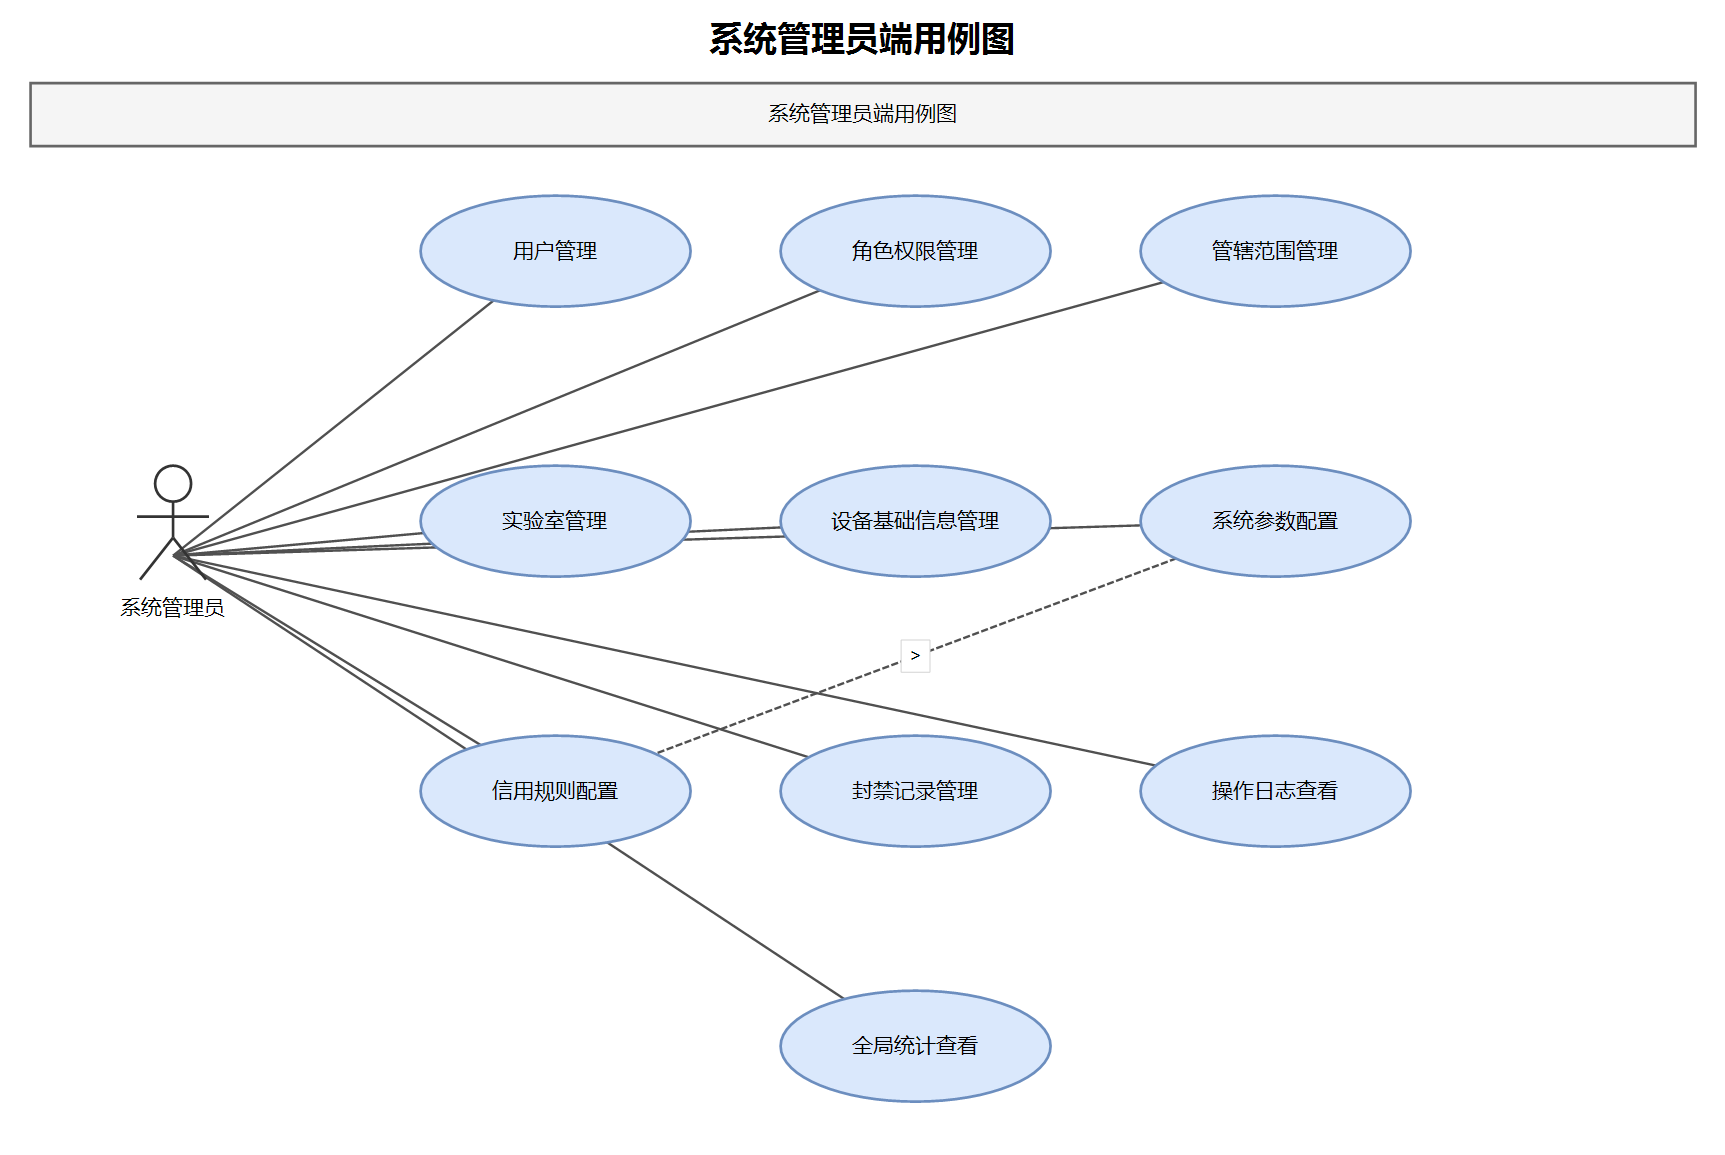 系统管理员端用例图
系统管理员端用例图
用户管理
角色权限管理
管辖范围管理
实验室管理
设备基础信息管理
系统参数配置
系统管理员
>
信用规则配置
封禁记录管理
操作日志查看
全局统计查看